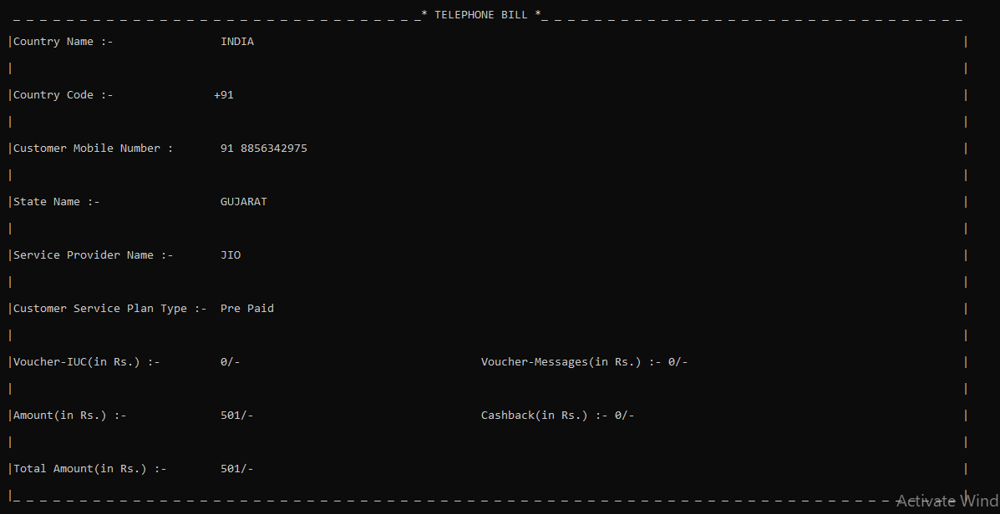 * TELEPHONE BILL *
Country Name :- INDIA
Country Code :- +91
Customer Mobile Number : 91 8856342975
State Name :- GUJARAT
Service Provider Name :- JIO
Customer Service Plan Type :- Pre Paid
Voucher-IUC(in Rs.) :- 0/- Voucher-Messages(in Rs.) :- 0/-
Amount(in Rs.) :- 501/- Cashback(in Rs.) :- 0/-
Total Amount(in Rs.) :- 501/-
Activate Wind